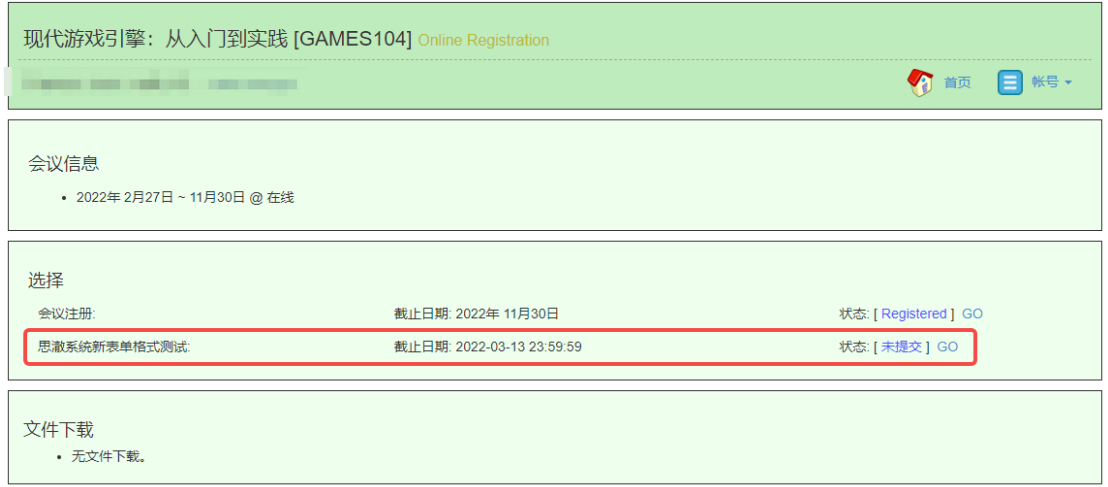 现代游戏引擎：从入门到实践 [GAMES104] Online Registration
首页 帐号
会议信息
• 2022年 2月27日 ~ 11月30日 @ 在线
选择
会议注册: 截止日期: 2022年 11月30日 状态: [ Registered ] GO
思澈系统新表单格式测试: 截止日期: 2022-03-13 23:59:59 状态: [ 未提交 ] GO
文件下载
• 无文件下载。